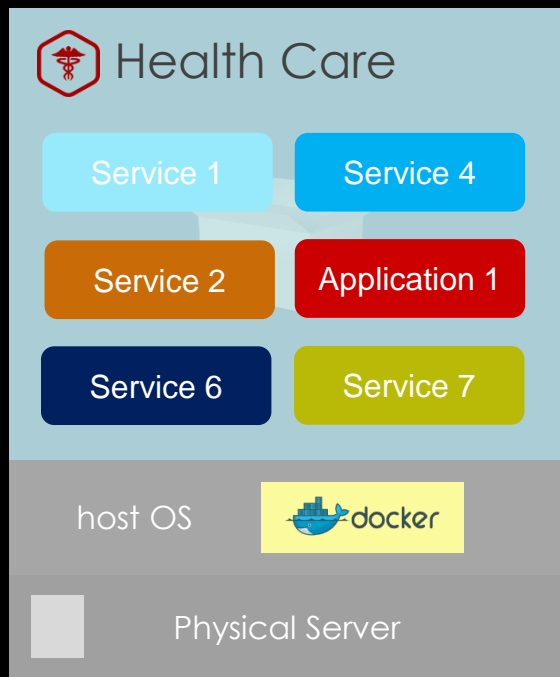 Health Care
Service 1
Service 4
Service 2
Application 1
Service 6
Service 7
host OS
docker
Physical Server